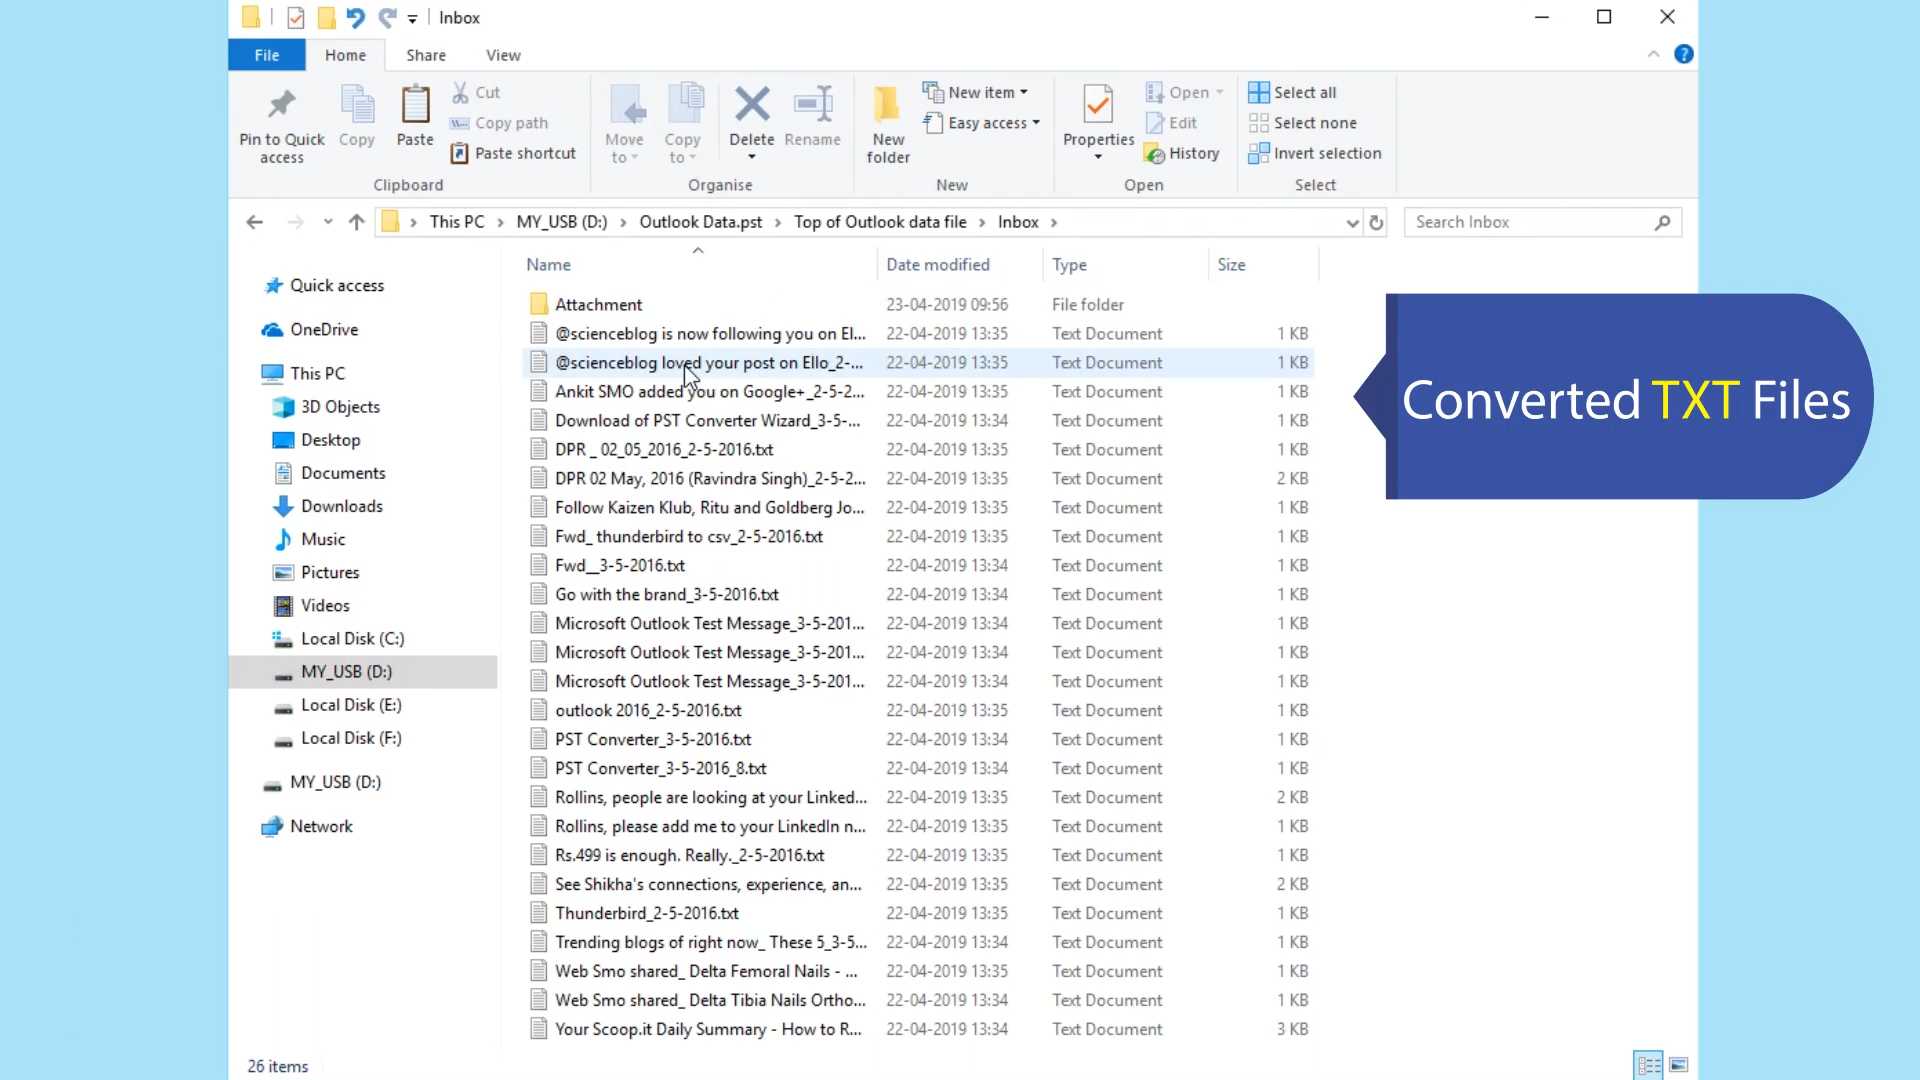 Inbox
File Home Share View
Pin to Quick access
Copy
Paste
Cut
Copy path
Paste shortcut
Clipboard
Move to
Copy to
Delete
Rename
Organise
New folder
New item
Easy access
New
Properties
Open
Edit
History
Open
Select all
Select none
Invert selection
Select
This PC > MY_USB (D:) > Outlook Data.pst > Top of Outlook data file > Inbox >
Search Inbox
Quick access
OneDrive
This PC
3D Objects
Desktop
Documents
Downloads
Music
Pictures
Videos
Local Disk (C:)
MY_USB (D:)
Local Disk (E:)
Local Disk (F:)
MY_USB (D:)
Network
Name Date modified Type Size
Attachment 23-04-2019 09:56 File folder
@scienceblog is now following you on El... 22-04-2019 13:35 Text Document 1 KB
@scienceblog loved your post on Ello_2-... 22-04-2019 13:35 Text Document 1 KB
Ankit SMO added you on Google+_2-5-2... 22-04-2019 13:35 Text Document 1 KB
Download of PST Converter Wizard_3-5-... 22-04-2019 13:34 Text Document 1 KB
DPR _ 02_05_2016_2-5-2016.txt 22-04-2019 13:35 Text Document 1 KB
DPR 02 May, 2016 (Ravindra Singh)_2-5-2... 22-04-2019 13:35 Text Document 2 KB
Follow Kaizen Klub, Ritu and Goldberg Jo... 22-04-2019 13:35 Text Document 1 KB
Fwd_ thunderbird to csv_2-5-2016.txt 22-04-2019 13:35 Text Document 1 KB
Fwd__3-5-2016.txt 22-04-2019 13:34 Text Document 1 KB
Go with the brand_3-5-2016.txt 22-04-2019 13:34 Text Document 1 KB
Microsoft Outlook Test Message_3-5-201... 22-04-2019 13:34 Text Document 1 KB
Microsoft Outlook Test Message_3-5-201... 22-04-2019 13:34 Text Document 1 KB
Microsoft Outlook Test Message_3-5-201... 22-04-2019 13:34 Text Document 1 KB
outlook 2016_2-5-2016.txt 22-04-2019 13:35 Text Document 1 KB
PST Converter_3-5-2016.txt 22-04-2019 13:34 Text Document 1 KB
PST Converter_3-5-2016_8.txt 22-04-2019 13:34 Text Document 1 KB
Rollins, people are looking at your Linked... 22-04-2019 13:35 Text Document 2 KB
Rollins, please add me to your LinkedIn n... 22-04-2019 13:35 Text Document 1 KB
Rs.499 is enough. Really._2-5-2016.txt 22-04-2019 13:35 Text Document 1 KB
See Shikha's connections, experience, an... 22-04-2019 13:35 Text Document 2 KB
Thunderbird_2-5-2016.txt 22-04-2019 13:35 Text Document 1 KB
Trending blogs of right now_ These 5_3-5... 22-04-2019 13:34 Text Document 1 KB
Web Smo shared_ Delta Femoral Nails - ... 22-04-2019 13:35 Text Document 1 KB
Web Smo shared_ Delta Tibia Nails Ortho... 22-04-2019 13:34 Text Document 1 KB
Your Scoop.it Daily Summary - How to R... 22-04-2019 13:34 Text Document 3 KB
Converted TXT Files
26 items